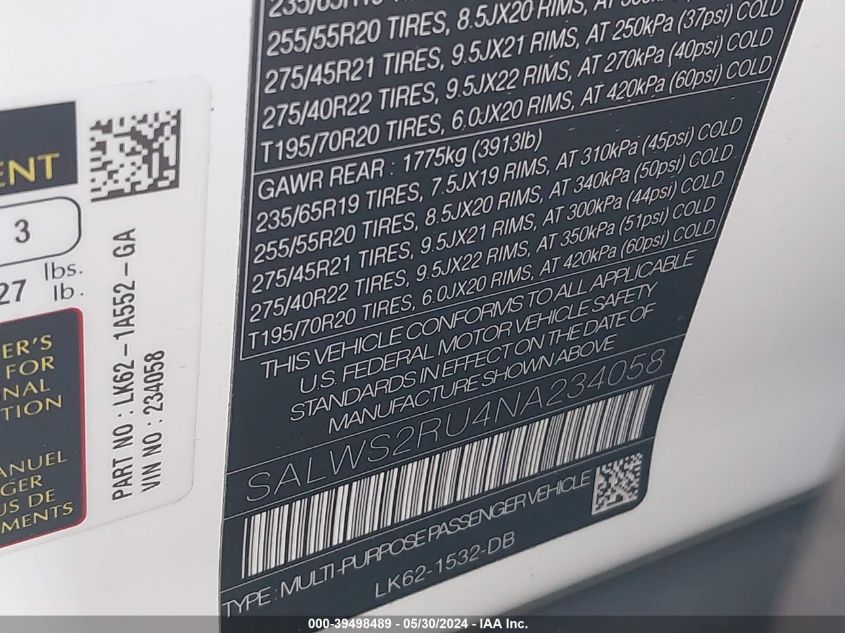 255/55R20 TIRES, 8.5JX20 RIMS, AT
275/45R21 TIRES, 9.5JX21 RIMS, AT 250kPa (37psi) COLD
275/40R22 TIRES, 9.5JX22 RIMS, AT 270kPa (40psi) COLD
T195/70R20 TIRES, 6.0JX20 RIMS, AT 420kPa (60psi) COLD
GAWR REAR : 1775kg (3913lb)
235/65R19 TIRES, 7.5JX19 RIMS, AT 310kPa (45psi) COLD
255/55R20 TIRES, 8.5JX20 RIMS, AT 340kPa (50psi) COLD
275/45R21 TIRES, 9.5JX21 RIMS, AT 300kPa (44psi) COLD
275/40R22 TIRES, 9.5JX22 RIMS, AT 350kPa (51psi) COLD
T195/70R20 TIRES, 6.0JX20 RIMS, AT 420kPa (60psi) COLD
THIS VEHICLE CONFORMS TO ALL APPLICABLE
U.S. FEDERAL MOTOR VEHICLE SAFETY
STANDARDS IN EFFECT ON THE DATE OF
MANUFACTURE SHOWN ABOVE
SALWS2RU4NA234058
TYPE : MULTI-PURPOSE PASSENGER VEHICLE
LK62-1532-DB
ENT
3
lbs.
27 lb.
PART NO : LK62-1A552-GA
VIN NO : 234058
ER'S
FOR
NAL
TION
ANUEL
GER
US DE
MENTS
000-39498489 — 05/30/2024 — IAA Inc.